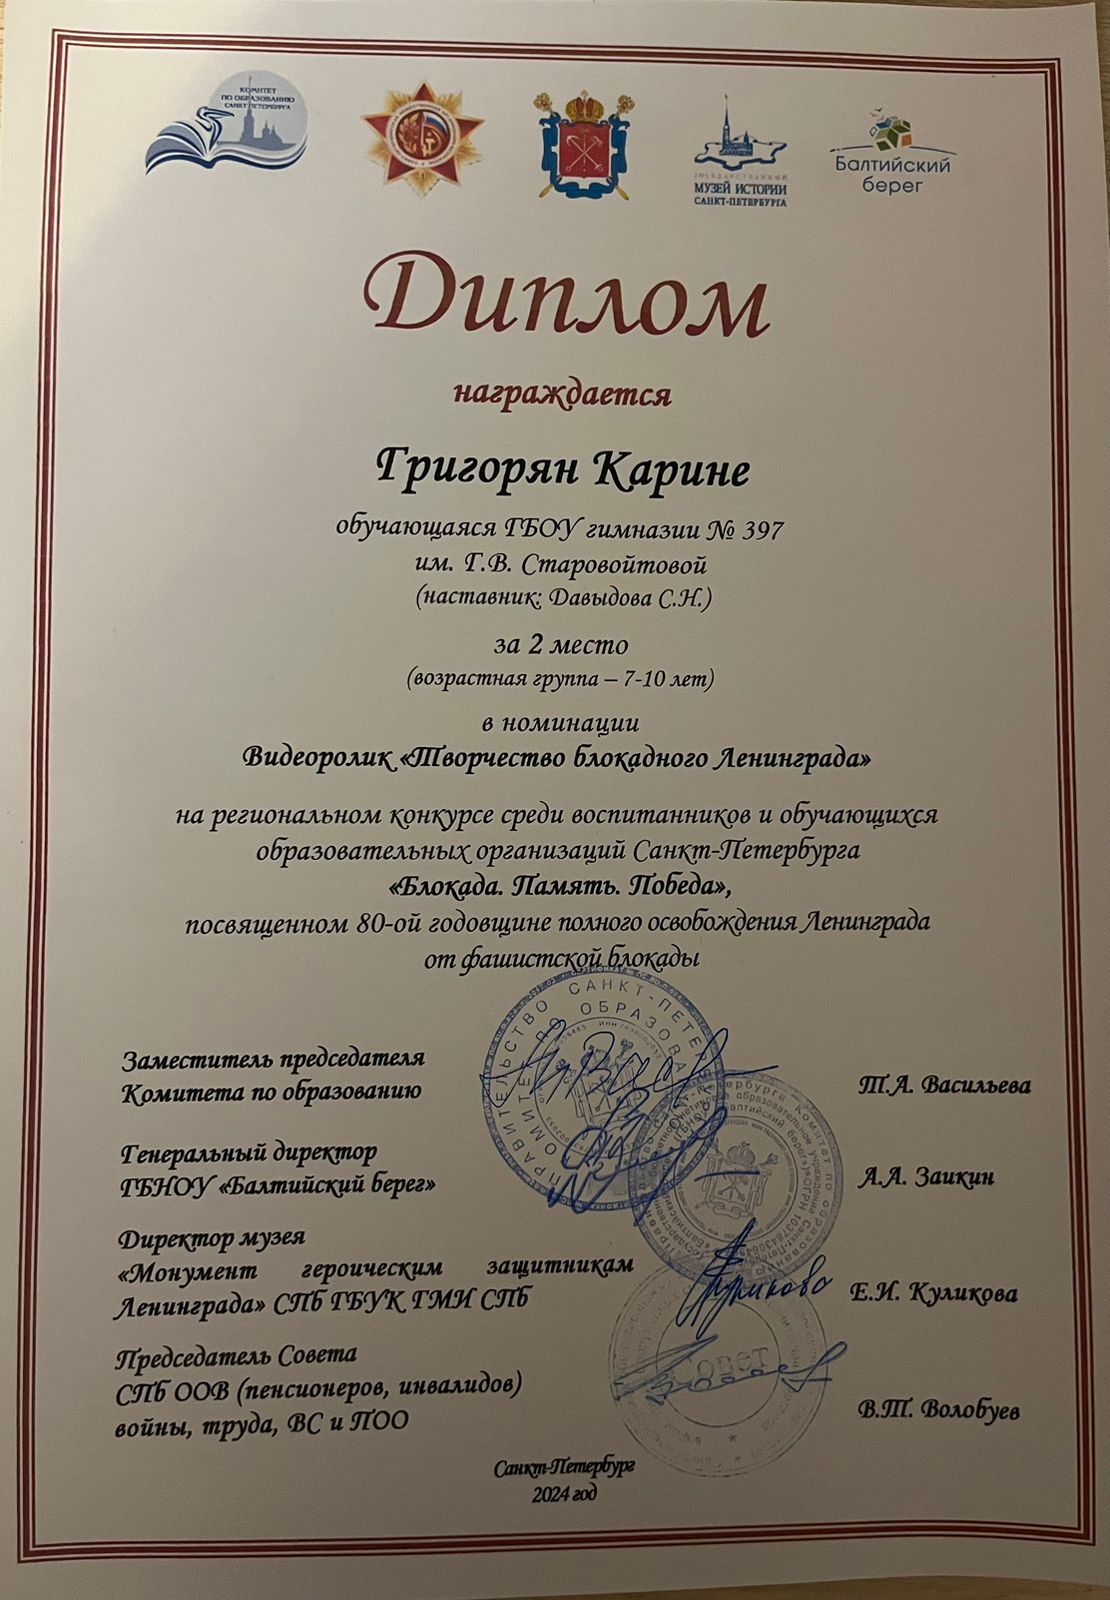 КОМИТЕТ
ПО ОБРАЗОВАНИЮ
САНКТ-ПЕТЕРБУРГА
ГОСУДАРСТВЕННЫЙ
МУЗЕЙ ИСТОРИИ
САНКТ-ПЕТЕРБУРГА
Балтийский
берег
Диплом
награждается
Григорян Карине
обучающаяся ГБОУ гимназии № 397
им. Г.В. Старовойтовой
(наставник: Давыдова С.Н.)
за 2 место
(возрастная группа – 7-10 лет)
в номинации
Видеоролик «Творчество блокадного Ленинграда»
на региональном конкурсе среди воспитанников и обучающихся
образовательных организаций Санкт-Петербурга
«Блокада. Память. Победа»,
посвященном 80-ой годовщине полного освобождения Ленинграда
от фашистской блокады
Заместитель председателя
Комитета по образованию
Т.А. Васильева
Генеральный директор
ГБНОУ «Балтийский берег»
А.А. Заикин
Директор музея
«Монумент героическим защитникам
Ленинграда» СПб ГБУК ГМИ СПб
Е.И. Куликова
Председатель Совета
СПб ООВ (пенсионеров, инвалидов)
войны, труда, ВС и ПОО
В.Т. Волобуев
Санкт-Петербург
2024 год